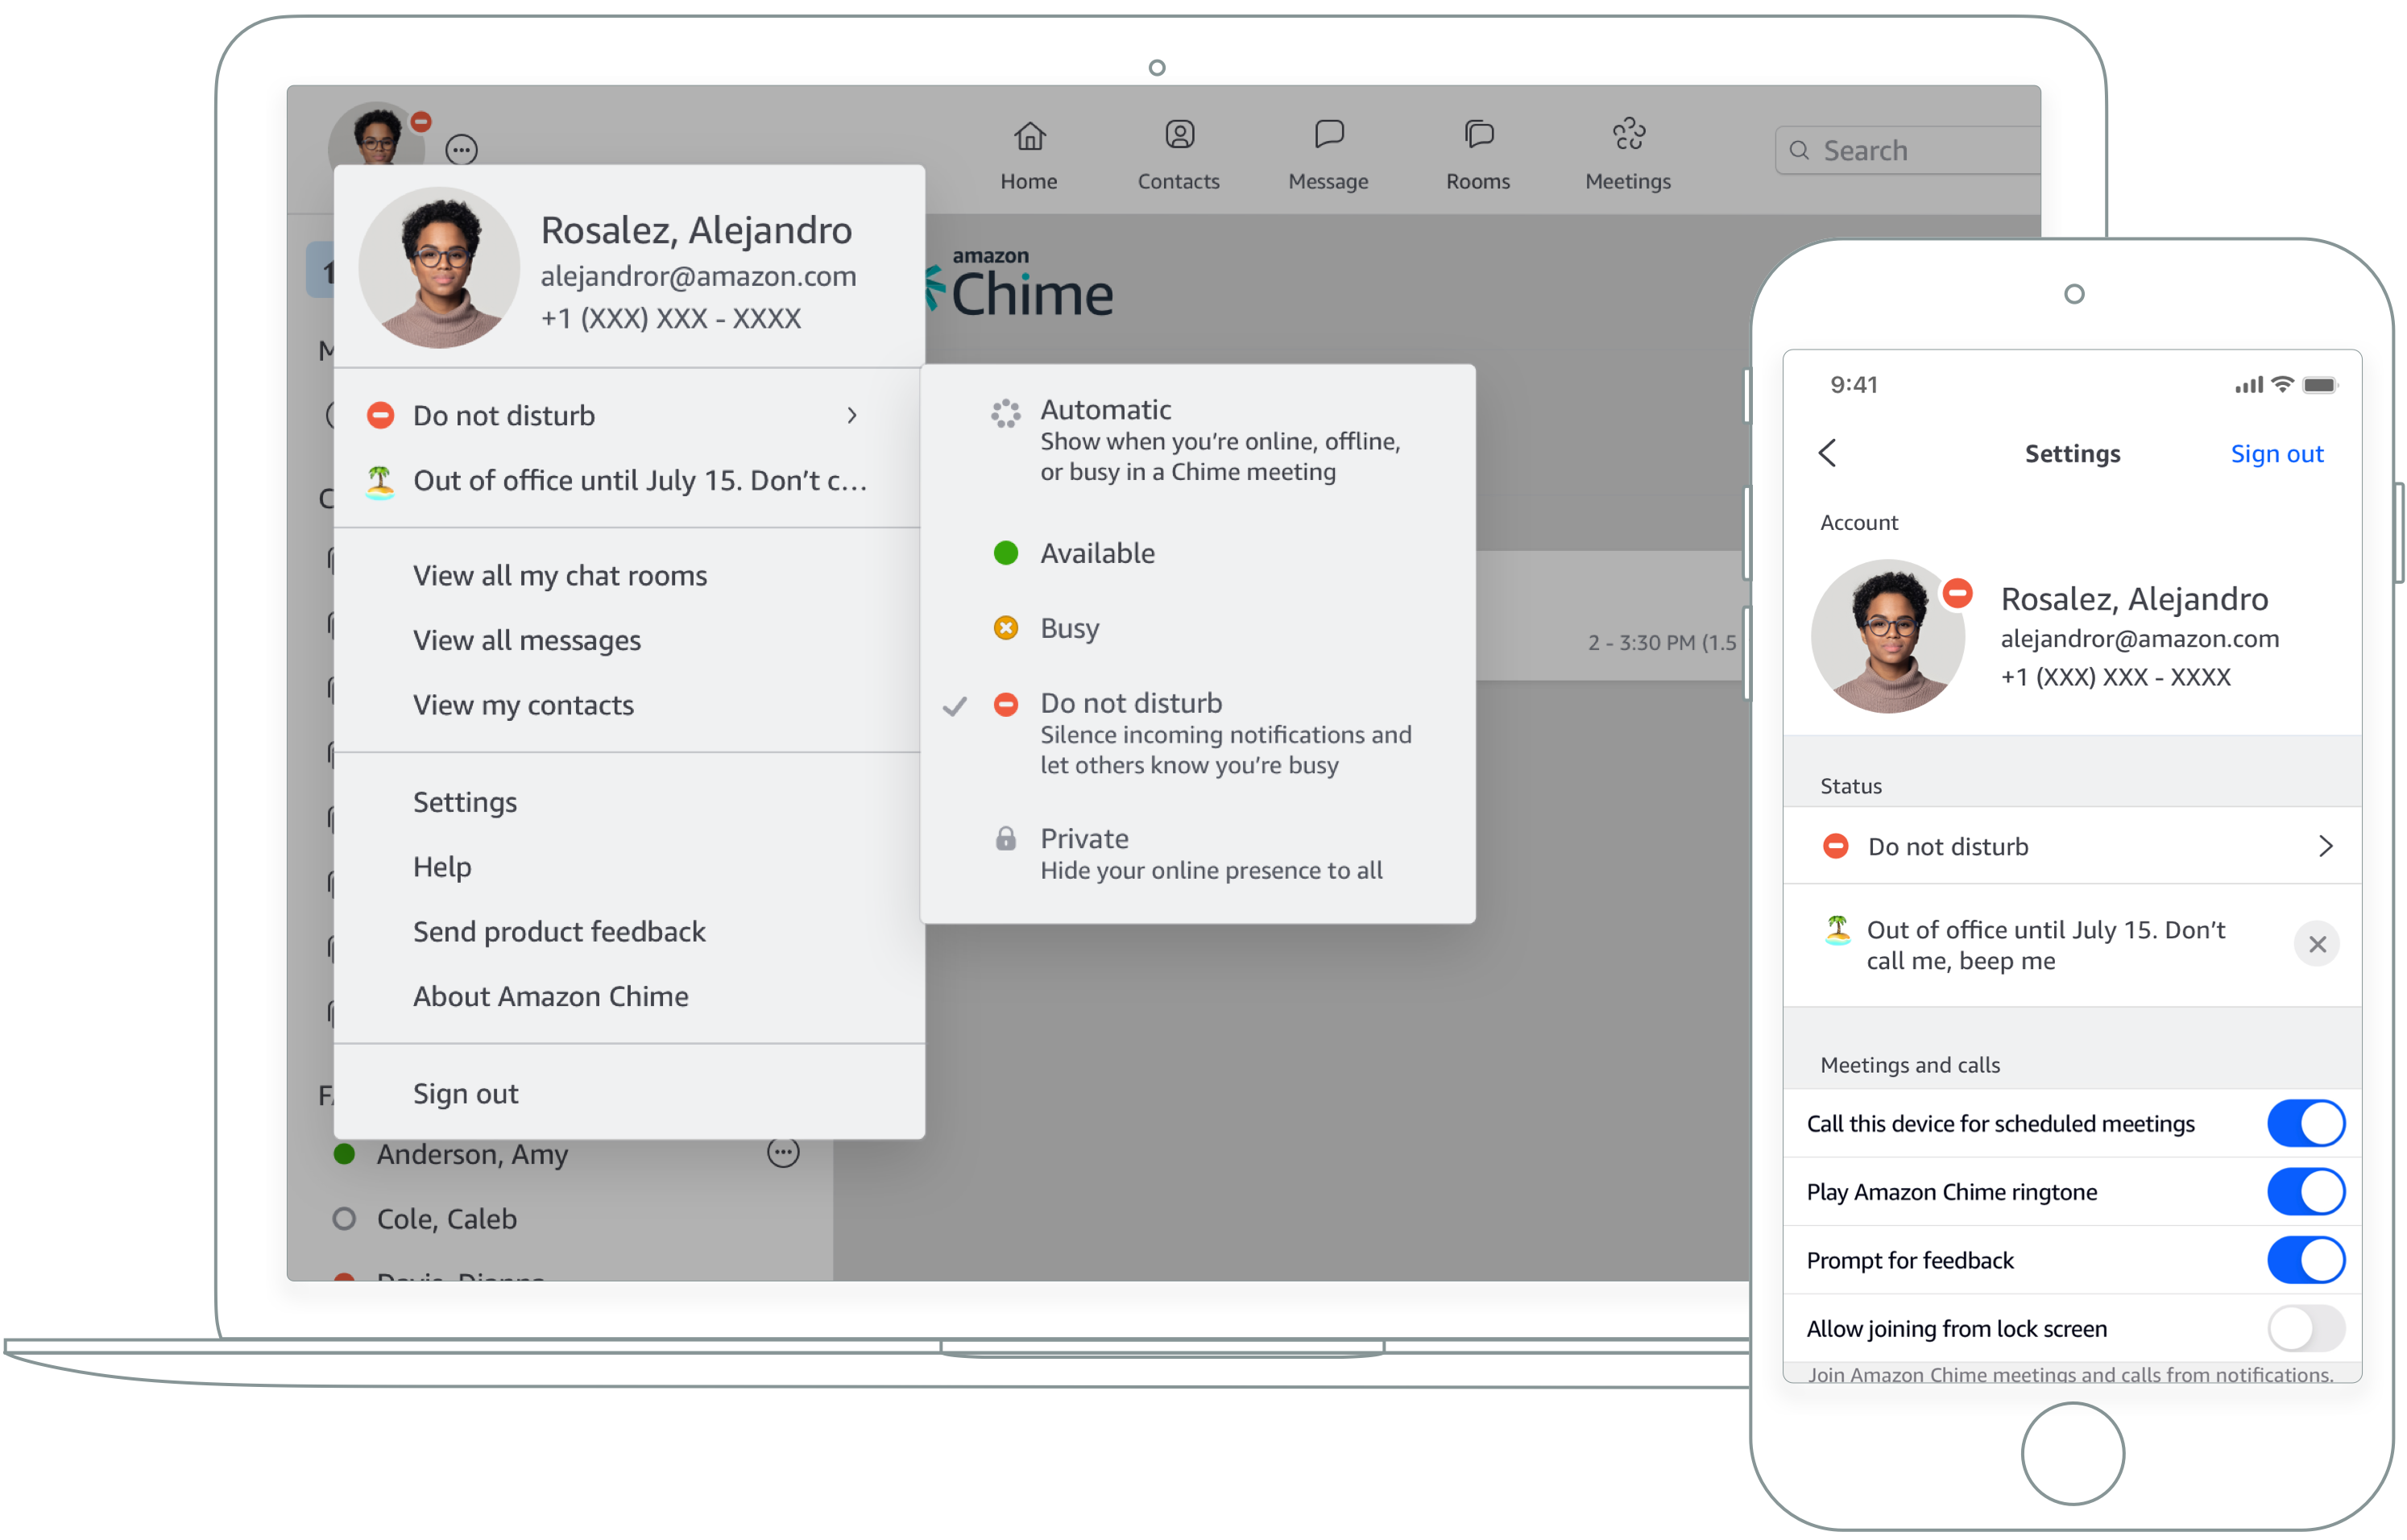 Home
Contacts
Message
Rooms
Meetings
Search
Rosalez, Alejandro
alejandror@amazon.com
+1 (XXX) XXX - XXXX
Do not disturb
Out of office until July 15. Don’t c...
View all my chat rooms
View all messages
View my contacts
Settings
Help
Send product feedback
About Amazon Chime
Sign out
Anderson, Amy
Cole, Caleb
amazon
Chime
Automatic
Show when you’re online, offline,
or busy in a Chime meeting
Available
Busy
Do not disturb
Silence incoming notifications and
let others know you’re busy
Private
Hide your online presence to all
2 - 3:30 PM (1.5
9:41
Settings
Sign out
Account
Rosalez, Alejandro
alejandror@amazon.com
+1 (XXX) XXX - XXXX
Status
Do not disturb
Out of office until July 15. Don’t
call me, beep me
Meetings and calls
Call this device for scheduled meetings
Play Amazon Chime ringtone
Prompt for feedback
Allow joining from lock screen
Join Amazon Chime meetings and calls from notifications.